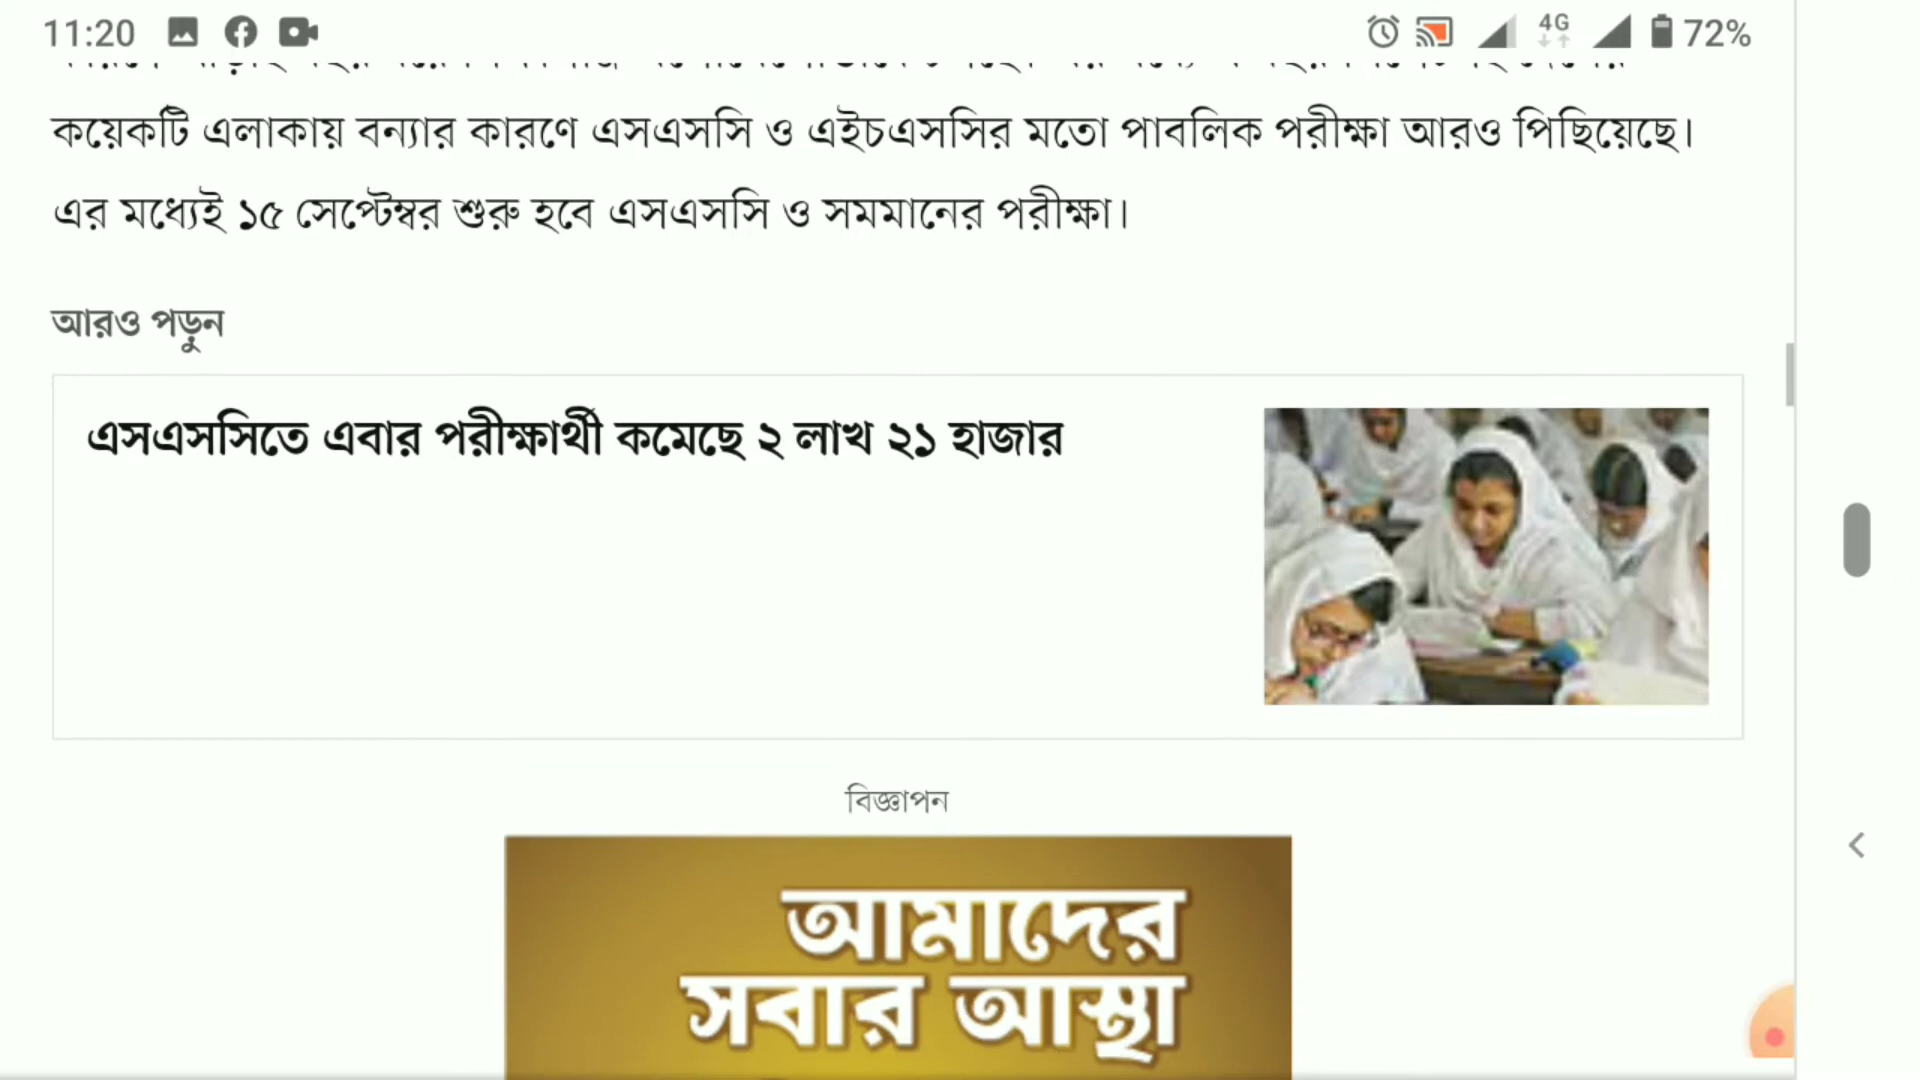 11:20
4G
72%
কয়েকটি এলাকায় বন্যার কারণে এসএসসি ও এইচএসসির মতো পাবলিক পরীক্ষা আরও পিছিয়েছে।
এর মধ্যেই ১৫ সেপ্টেম্বর শুরু হবে এসএসসি ও সমমানের পরীক্ষা।
আরও পড়ুন
এসএসসিতে এবার পরীক্ষার্থী কমেছে ২ লাখ ২১ হাজার
বিজ্ঞাপন
আমাদের
সবার আস্থা